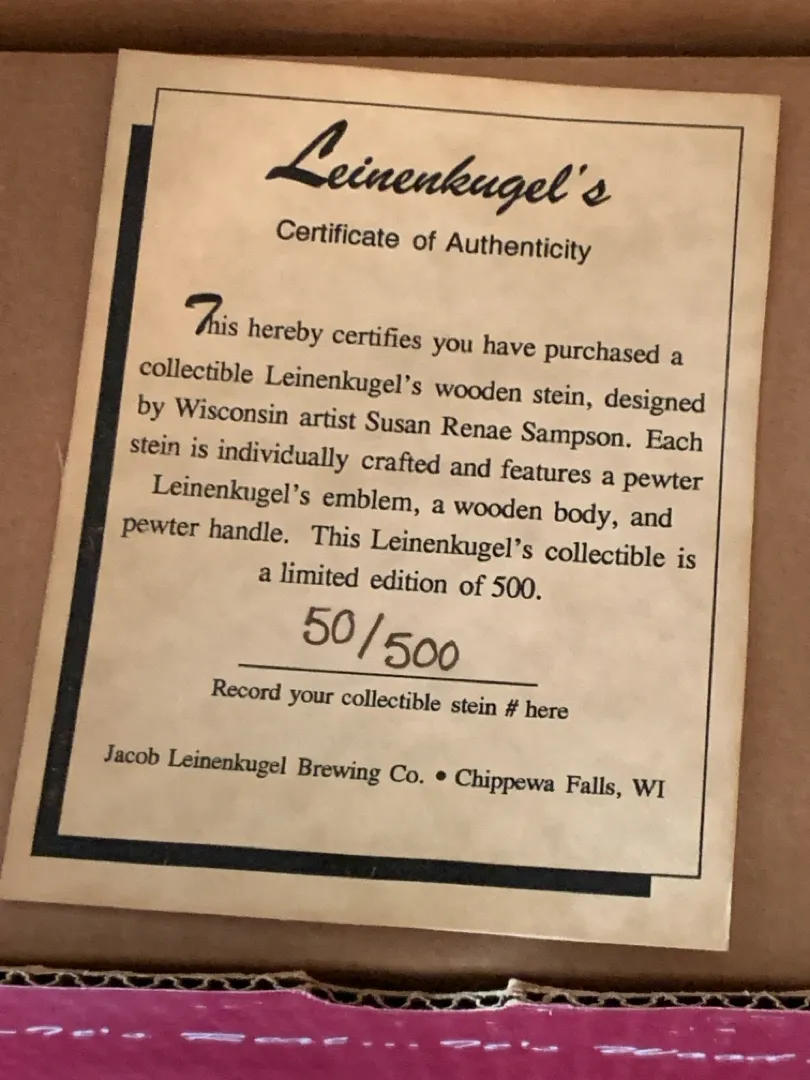 Leinenkugel's
Certificate of Authenticity
This hereby certifies you have purchased a
collectible Leinenkugel's wooden stein, designed
by Wisconsin artist Susan Renae Sampson. Each
stein is individually crafted and features a pewter
Leinenkugel's emblem, a wooden body, and
pewter handle. This Leinenkugel's collectible is
a limited edition of 500.
50/500
Record your collectible stein # here
Jacob Leinenkugel Brewing Co. • Chippewa Falls, WI